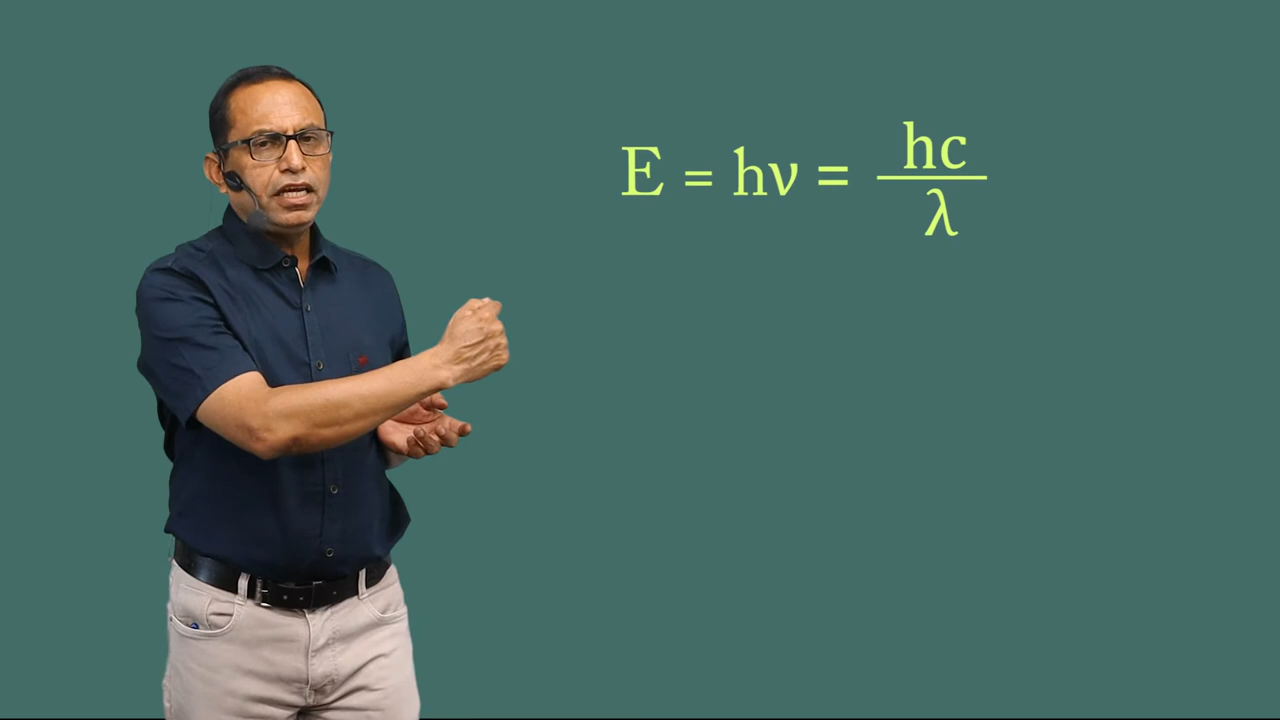 E = hν = hc/λ